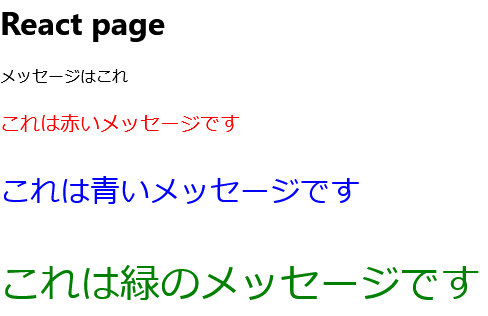 React page
メッセージはこれ
これは赤いメッセージです
これは青いメッセージです
これは緑のメッセージです